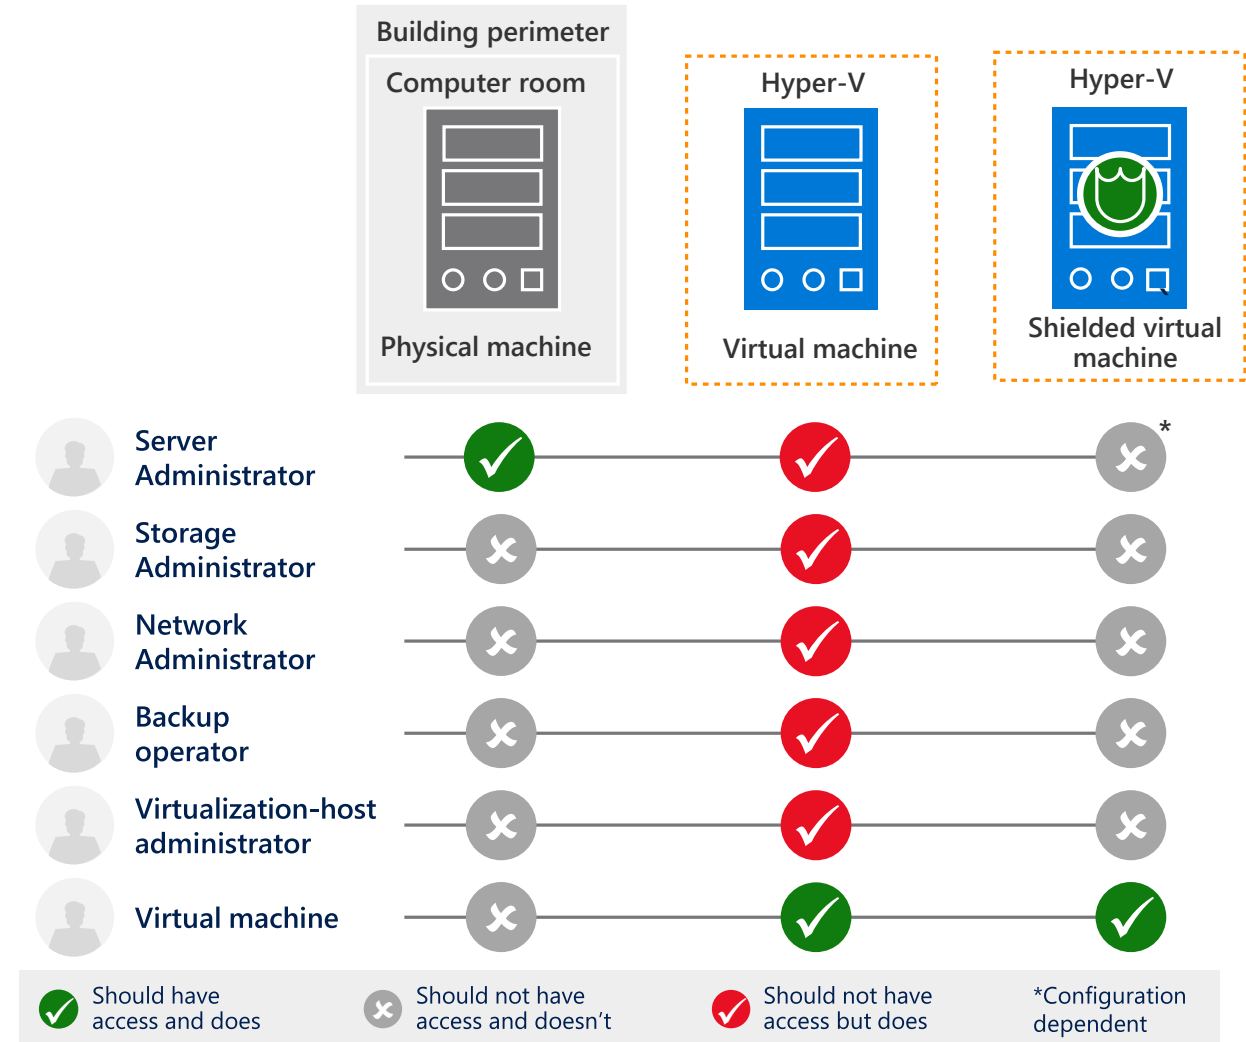 Building perimeter
Computer room
Hyper-V
Hyper-V
Physical machine
Virtual machine
Shielded virtual
machine
Server
Administrator
*
Storage
Administrator
Network
Administrator
Backup
operator
Virtualization-host
administrator
Virtual machine
Should have
access and does
Should not have
access and doesn't
Should not have
access but does
*Configuration
dependent